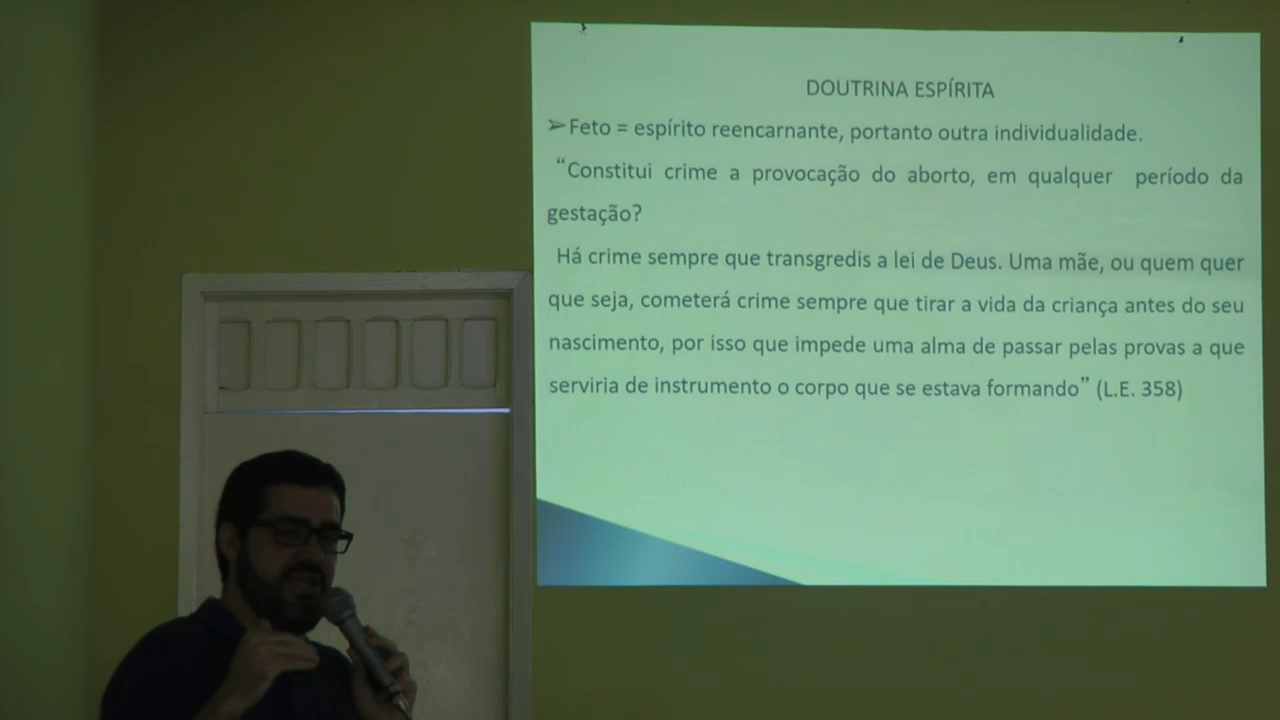 DOUTRINA ESPÍRITA
➢Feto = espírito reencarnante, portanto outra individualidade.
“Constitui crime a provocação do aborto, em qualquer período da
gestação?
Há crime sempre que transgredis a lei de Deus. Uma mãe, ou quem quer
que seja, cometerá crime sempre que tirar a vida da criança antes do seu
nascimento, por isso que impede uma alma de passar pelas provas a que
serviria de instrumento o corpo que se estava formando” (L.E. 358)